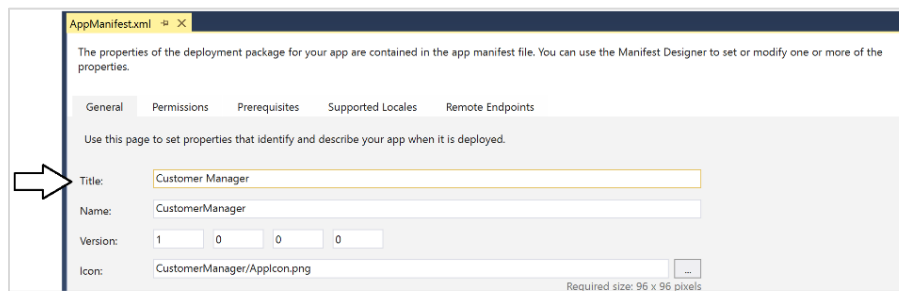 AppManifest.xml
The properties of the deployment package for your app are contained in the app manifest file. You can use the Manifest Designer to set or modify one or more of the
properties.
General Permissions Prerequisites Supported Locales Remote Endpoints
Use this page to set properties that identify and describe your app when it is deployed.
Title: Customer Manager
Name: CustomerManager
Version: 1 0 0 0
Icon: CustomerManager/AppIcon.png ...
Required size: 96 x 96 pixels